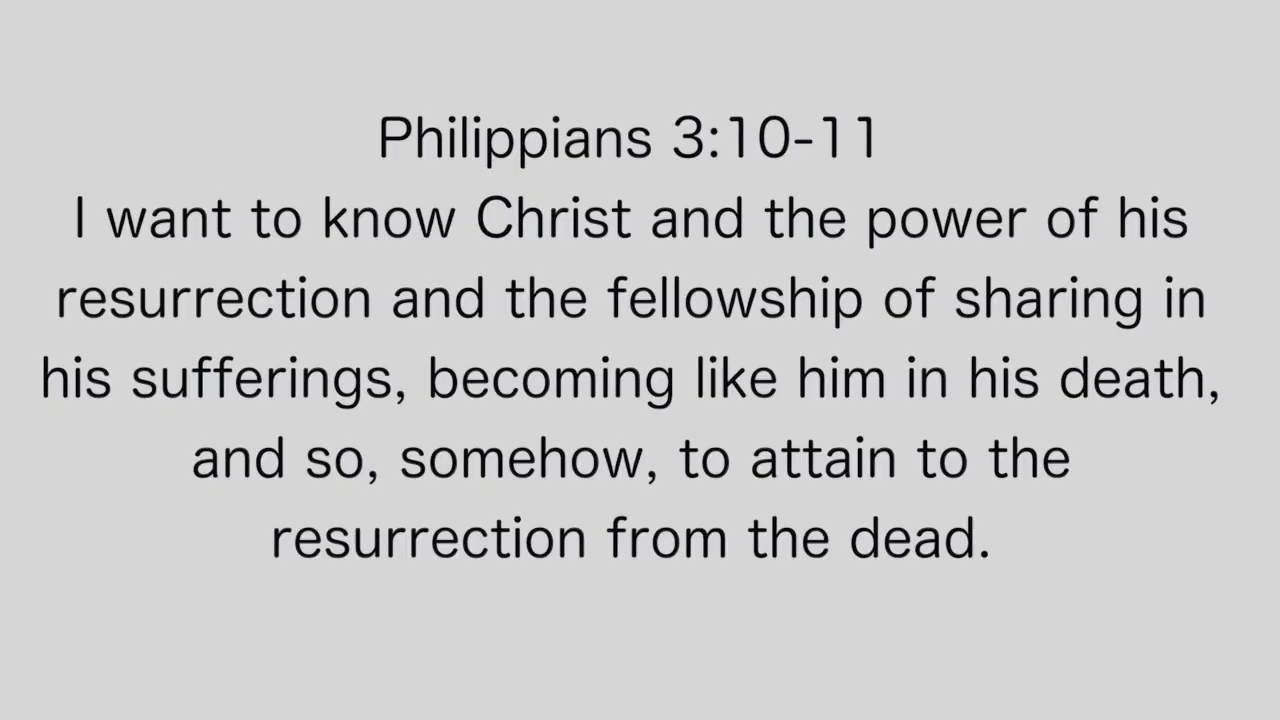 Philippians 3:10-11
I want to know Christ and the power of his
resurrection and the fellowship of sharing in
his sufferings, becoming like him in his death,
and so, somehow, to attain to the
resurrection from the dead.